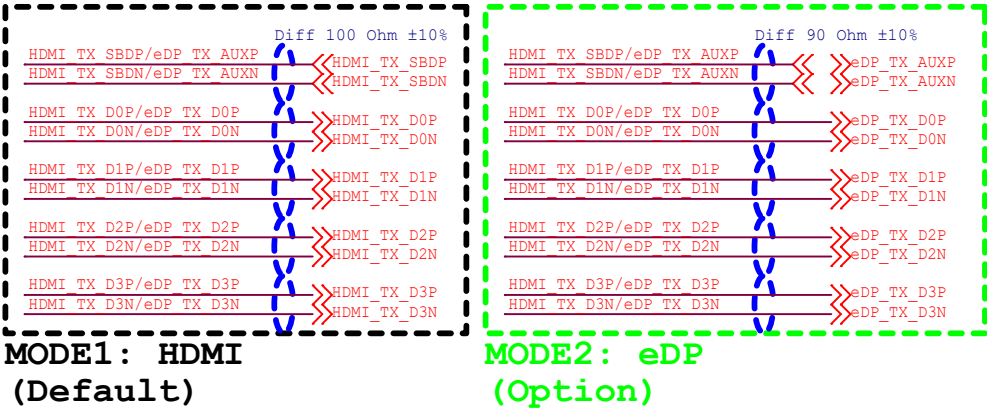 Diff 100 Ohm ±10%
HDMI_TX_SBDP/eDP_TX_AUXP
HDMI_TX_SBDP
HDMI_TX_SBDN/eDP_TX_AUXN
HDMI_TX_SBDN
HDMI_TX_D0P/eDP_TX_D0P
HDMI_TX_D0P
HDMI_TX_D0N/eDP_TX_D0N
HDMI_TX_D0N
HDMI_TX_D1P/eDP_TX_D1P
HDMI_TX_D1P
HDMI_TX_D1N/eDP_TX_D1N
HDMI_TX_D1N
HDMI_TX_D2P/eDP_TX_D2P
HDMI_TX_D2P
HDMI_TX_D2N/eDP_TX_D2N
HDMI_TX_D2N
HDMI_TX_D3P/eDP_TX_D3P
HDMI_TX_D3P
HDMI_TX_D3N/eDP_TX_D3N
HDMI_TX_D3N
MODE1: HDMI
(Default)
Diff 90 Ohm ±10%
HDMI_TX_SBDP/eDP_TX_AUXP
eDP_TX_AUXP
HDMI_TX_SBDN/eDP_TX_AUXN
eDP_TX_AUXN
HDMI_TX_D0P/eDP_TX_D0P
eDP_TX_D0P
HDMI_TX_D0N/eDP_TX_D0N
eDP_TX_D0N
HDMI_TX_D1P/eDP_TX_D1P
eDP_TX_D1P
HDMI_TX_D1N/eDP_TX_D1N
eDP_TX_D1N
HDMI_TX_D2P/eDP_TX_D2P
eDP_TX_D2P
HDMI_TX_D2N/eDP_TX_D2N
eDP_TX_D2N
HDMI_TX_D3P/eDP_TX_D3P
eDP_TX_D3P
HDMI_TX_D3N/eDP_TX_D3N
eDP_TX_D3N
MODE2: eDP
(Option)